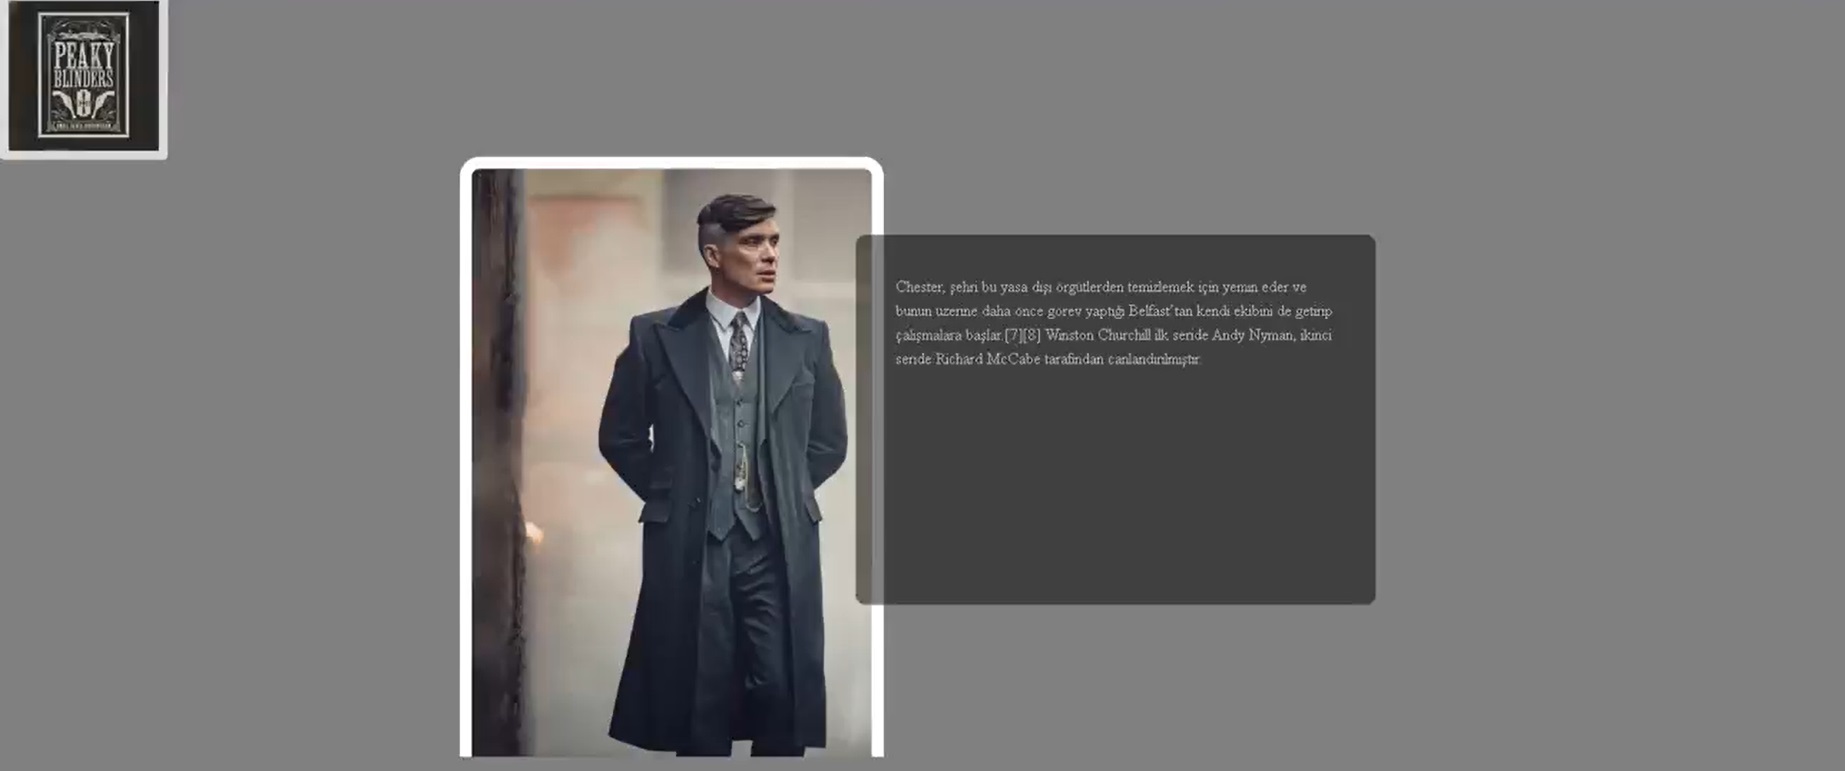 PEAKY
BLINDERS
Chester, şehri bu yasa dışı örgütlerden temizlemek için yemin eder ve
bunun üzerine daha önce görev yaptığı Belfast'tan kendi ekibini de getirip
çalışmalara başlar.[7][8] Winston Churchill ilk seride Andy Nyman, ikinci
seride Richard McCabe tarafından canlandırılmıştır.